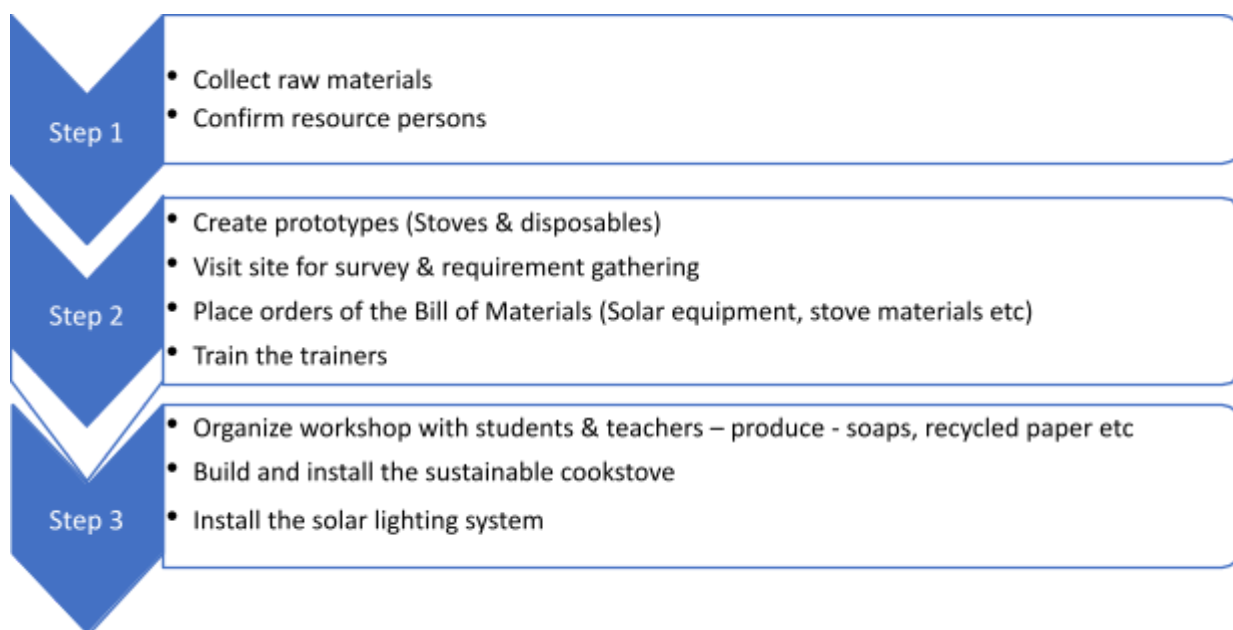 Step 1
• Collect raw materials
• Confirm resource persons
Step 2
• Create prototypes (Stoves & disposables)
• Visit site for survey & requirement gathering
• Place orders of the Bill of Materials (Solar equipment, stove materials etc)
• Train the trainers
Step 3
• Organize workshop with students & teachers – produce - soaps, recycled paper etc
• Build and install the sustainable cookstove
• Install the solar lighting system